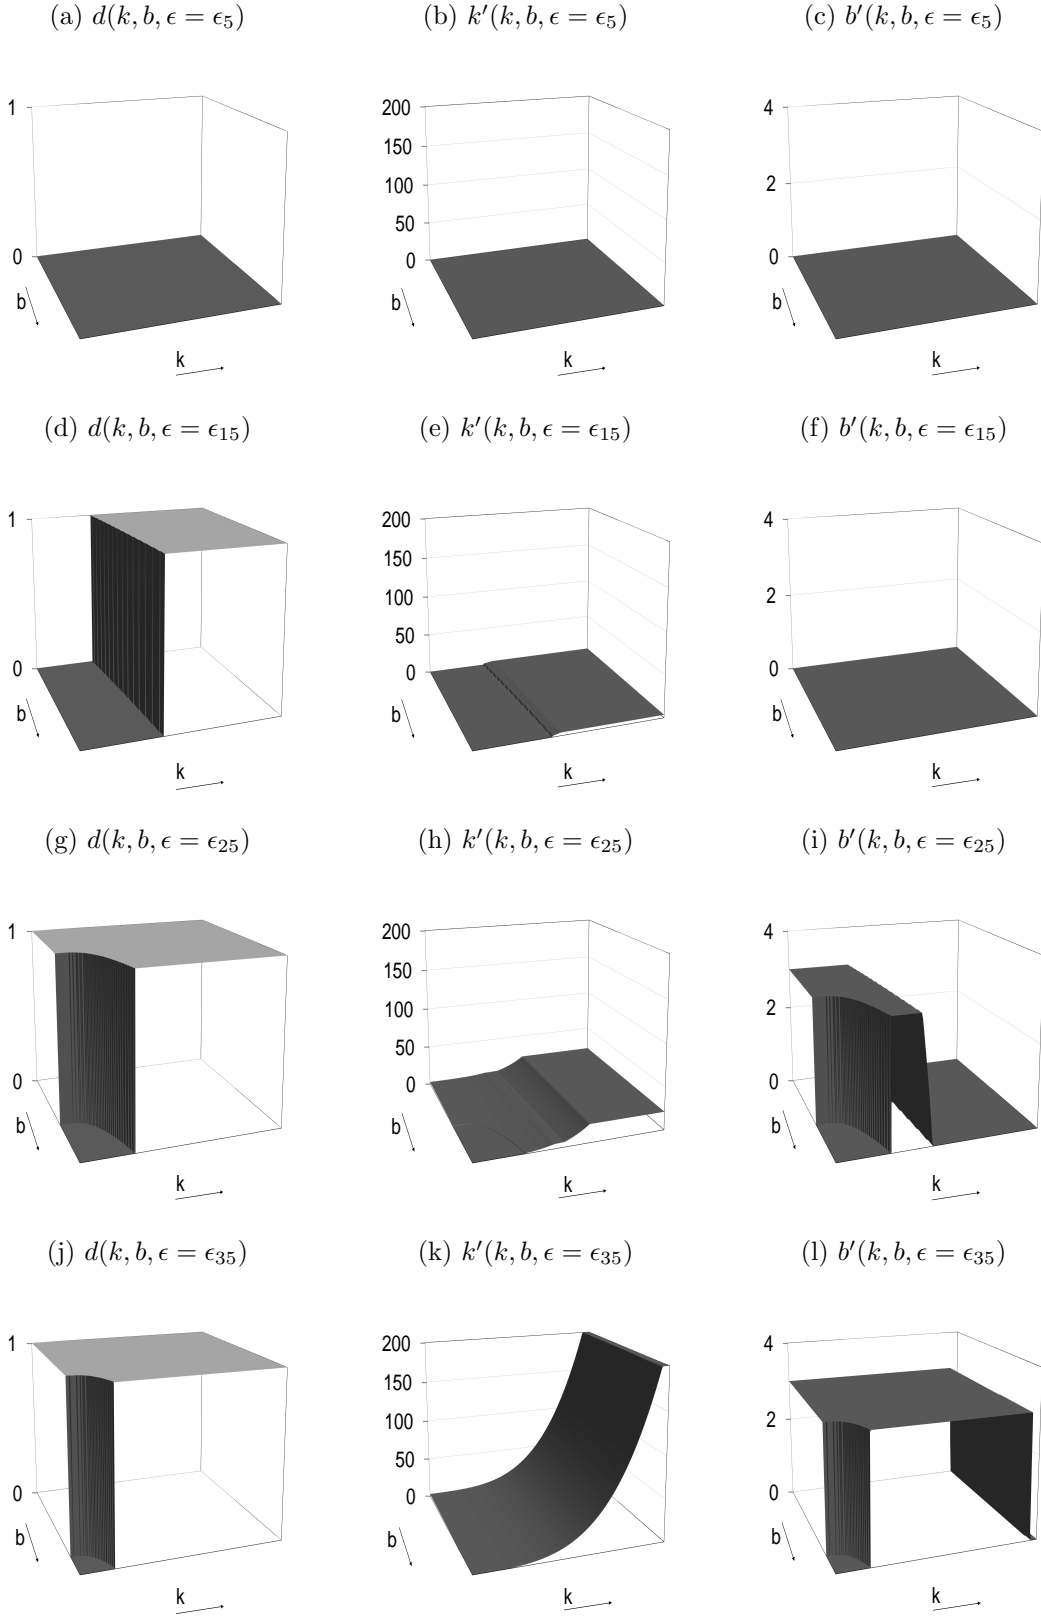 (a) d(k, b, ϵ = ϵ₅) (b) k′(k, b, ϵ = ϵ₅) (c) b′(k, b, ϵ = ϵ₅)
1
0
b
k
200
150
100
50
0
b
k
4
2
0
b
k
(d) d(k, b, ϵ = ϵ₁₅) (e) k′(k, b, ϵ = ϵ₁₅) (f) b′(k, b, ϵ = ϵ₁₅)
1
0
b
k
200
150
100
50
0
b
k
4
2
0
b
k
(g) d(k, b, ϵ = ϵ₂₅) (h) k′(k, b, ϵ = ϵ₂₅) (i) b′(k, b, ϵ = ϵ₂₅)
1
0
b
k
200
150
100
50
0
b
k
4
2
0
b
k
(j) d(k, b, ϵ = ϵ₃₅) (k) k′(k, b, ϵ = ϵ₃₅) (l) b′(k, b, ϵ = ϵ₃₅)
1
0
b
k
200
150
100
50
0
b
k
4
2
0
b
k